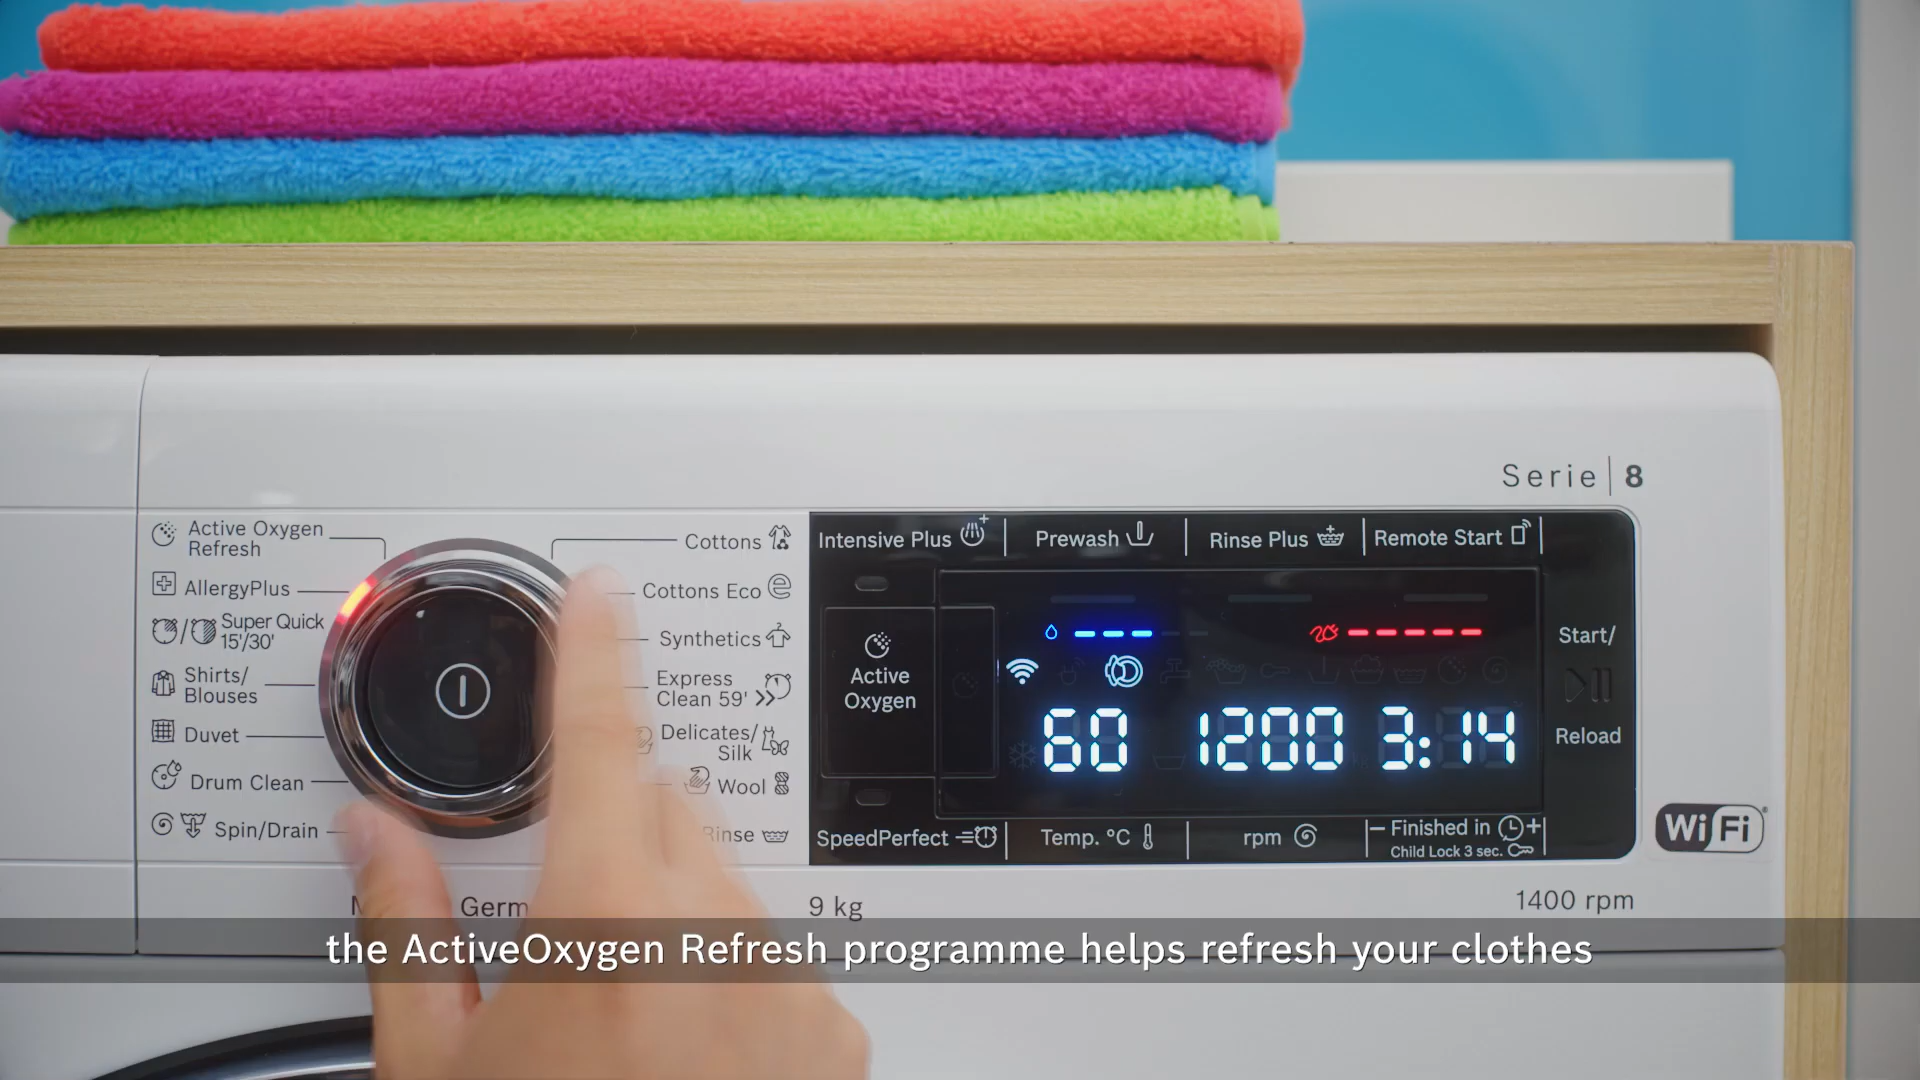 Serie | 8
Active Oxygen
Refresh
AllergyPlus
Super Quick
15'/30'
Shirts/
Blouses
Duvet
Drum Clean
Spin/Drain
Cottons
Cottons Eco
Synthetics
Express
Clean 59'
Delicates/
Silk
Wool
Rinse
Intensive Plus
Prewash
Rinse Plus
Remote Start
Active
Oxygen
60 1200 3:14
Start/
Reload
SpeedPerfect
Temp. °C
rpm
– Finished in +
Child Lock 3 sec.
WiFi
9 kg
1400 rpm
the ActiveOxygen Refresh programme helps refresh your clothes